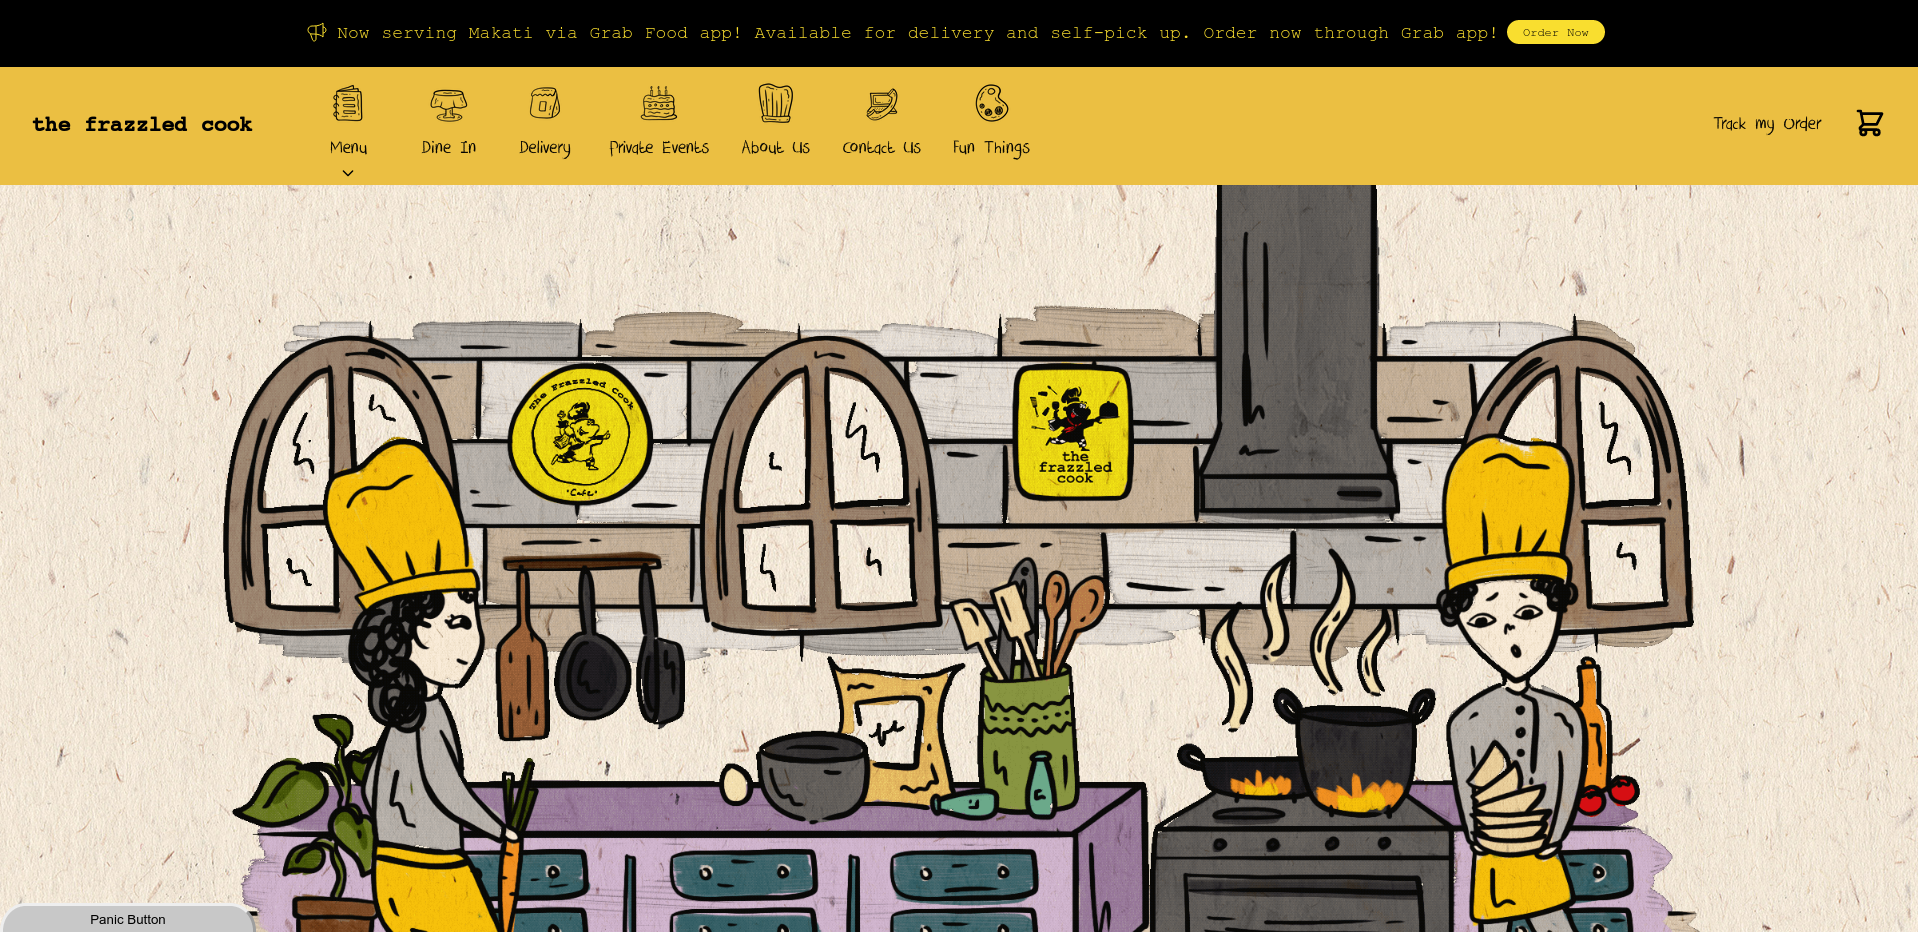 Now serving Makati via Grab Food app! Available for delivery and self-pick up. Order now through Grab app!
Order Now
the frazzled cook
Menu
Dine In
Delivery
Private Events
About Us
Contact Us
Fun Things
Track my Order
The Frazzled Cook
"Cafe"
the
frazzled
cook
Panic Button